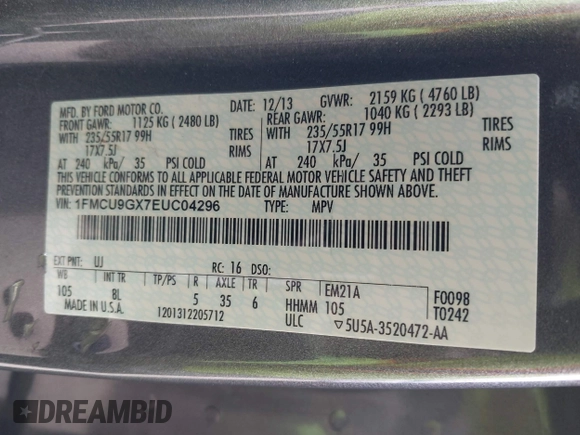 MFD. BY FORD MOTOR CO. DATE: 12/13 GVWR: 2159 KG ( 4760 LB)
FRONT GAWR: 1125 KG ( 2480 LB) REAR GAWR: 1040 KG ( 2293 LB)
WITH 235/55R17 99H TIRES WITH 235/55R17 99H TIRES
17X7.5J RIMS 17X7.5J RIMS
AT 240 kPa/ 35 PSI COLD AT 240 kPa/ 35 PSI COLD
THIS VEHICLE CONFORMS TO ALL APPLICABLE FEDERAL MOTOR VEHICLE SAFETY AND BUMPER
AND THEFT PREVENTION STANDARDS IN EFFECT ON THE DATE OF MANUFACTURE SHOWN ABOVE.
VIN: 1FMCU9GX7EUC04296 TYPE: MPV
EXT PNT: UJ RC: 16 DSO:
WB INT TR TP/PS R AXLE TR SPR EM21A F0098
105 8L 5 35 6 HHMM 105 T0242
MADE IN U.S.A. 1201312205712 ULC ▽5U5A-3520472-AA
DREAMBID